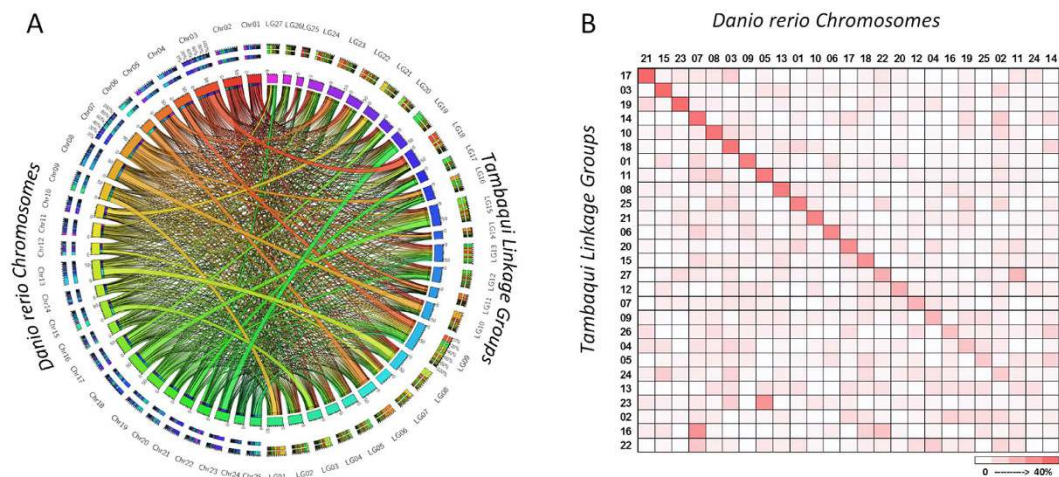 A
Danio rerio Chromosomes
Tambaqui Linkage Groups
Chr01
Chr02
Chr03
Chr04
Chr05
Chr06
Chr07
Chr08
Chr09
Chr10
Chr11
Chr12
Chr13
Chr14
Chr15
Chr16
Chr17
Chr18
Chr19
Chr20
Chr21
Chr22
Chr23
Chr24
Chr25
LG27
LG26
LG25
LG24
LG23
LG22
LG21
LG20
LG19
LG18
LG17
LG16
LG15
LG14
LG13
LG12
LG11
LG10
LG09
LG08
LG07
LG06
LG05
LG04
LG03
LG02
LG01
B
Danio rerio Chromosomes
21 15 23 07 08 03 09 05 13 01 10 06 17 18 22 20 12 04 16 19 25 02 11 24 14
Tambaqui Linkage Groups
17
03
19
14
10
18
01
11
08
25
21
06
20
15
27
12
07
09
26
04
05
24
13
23
02
16
22
0 ----------> 40%